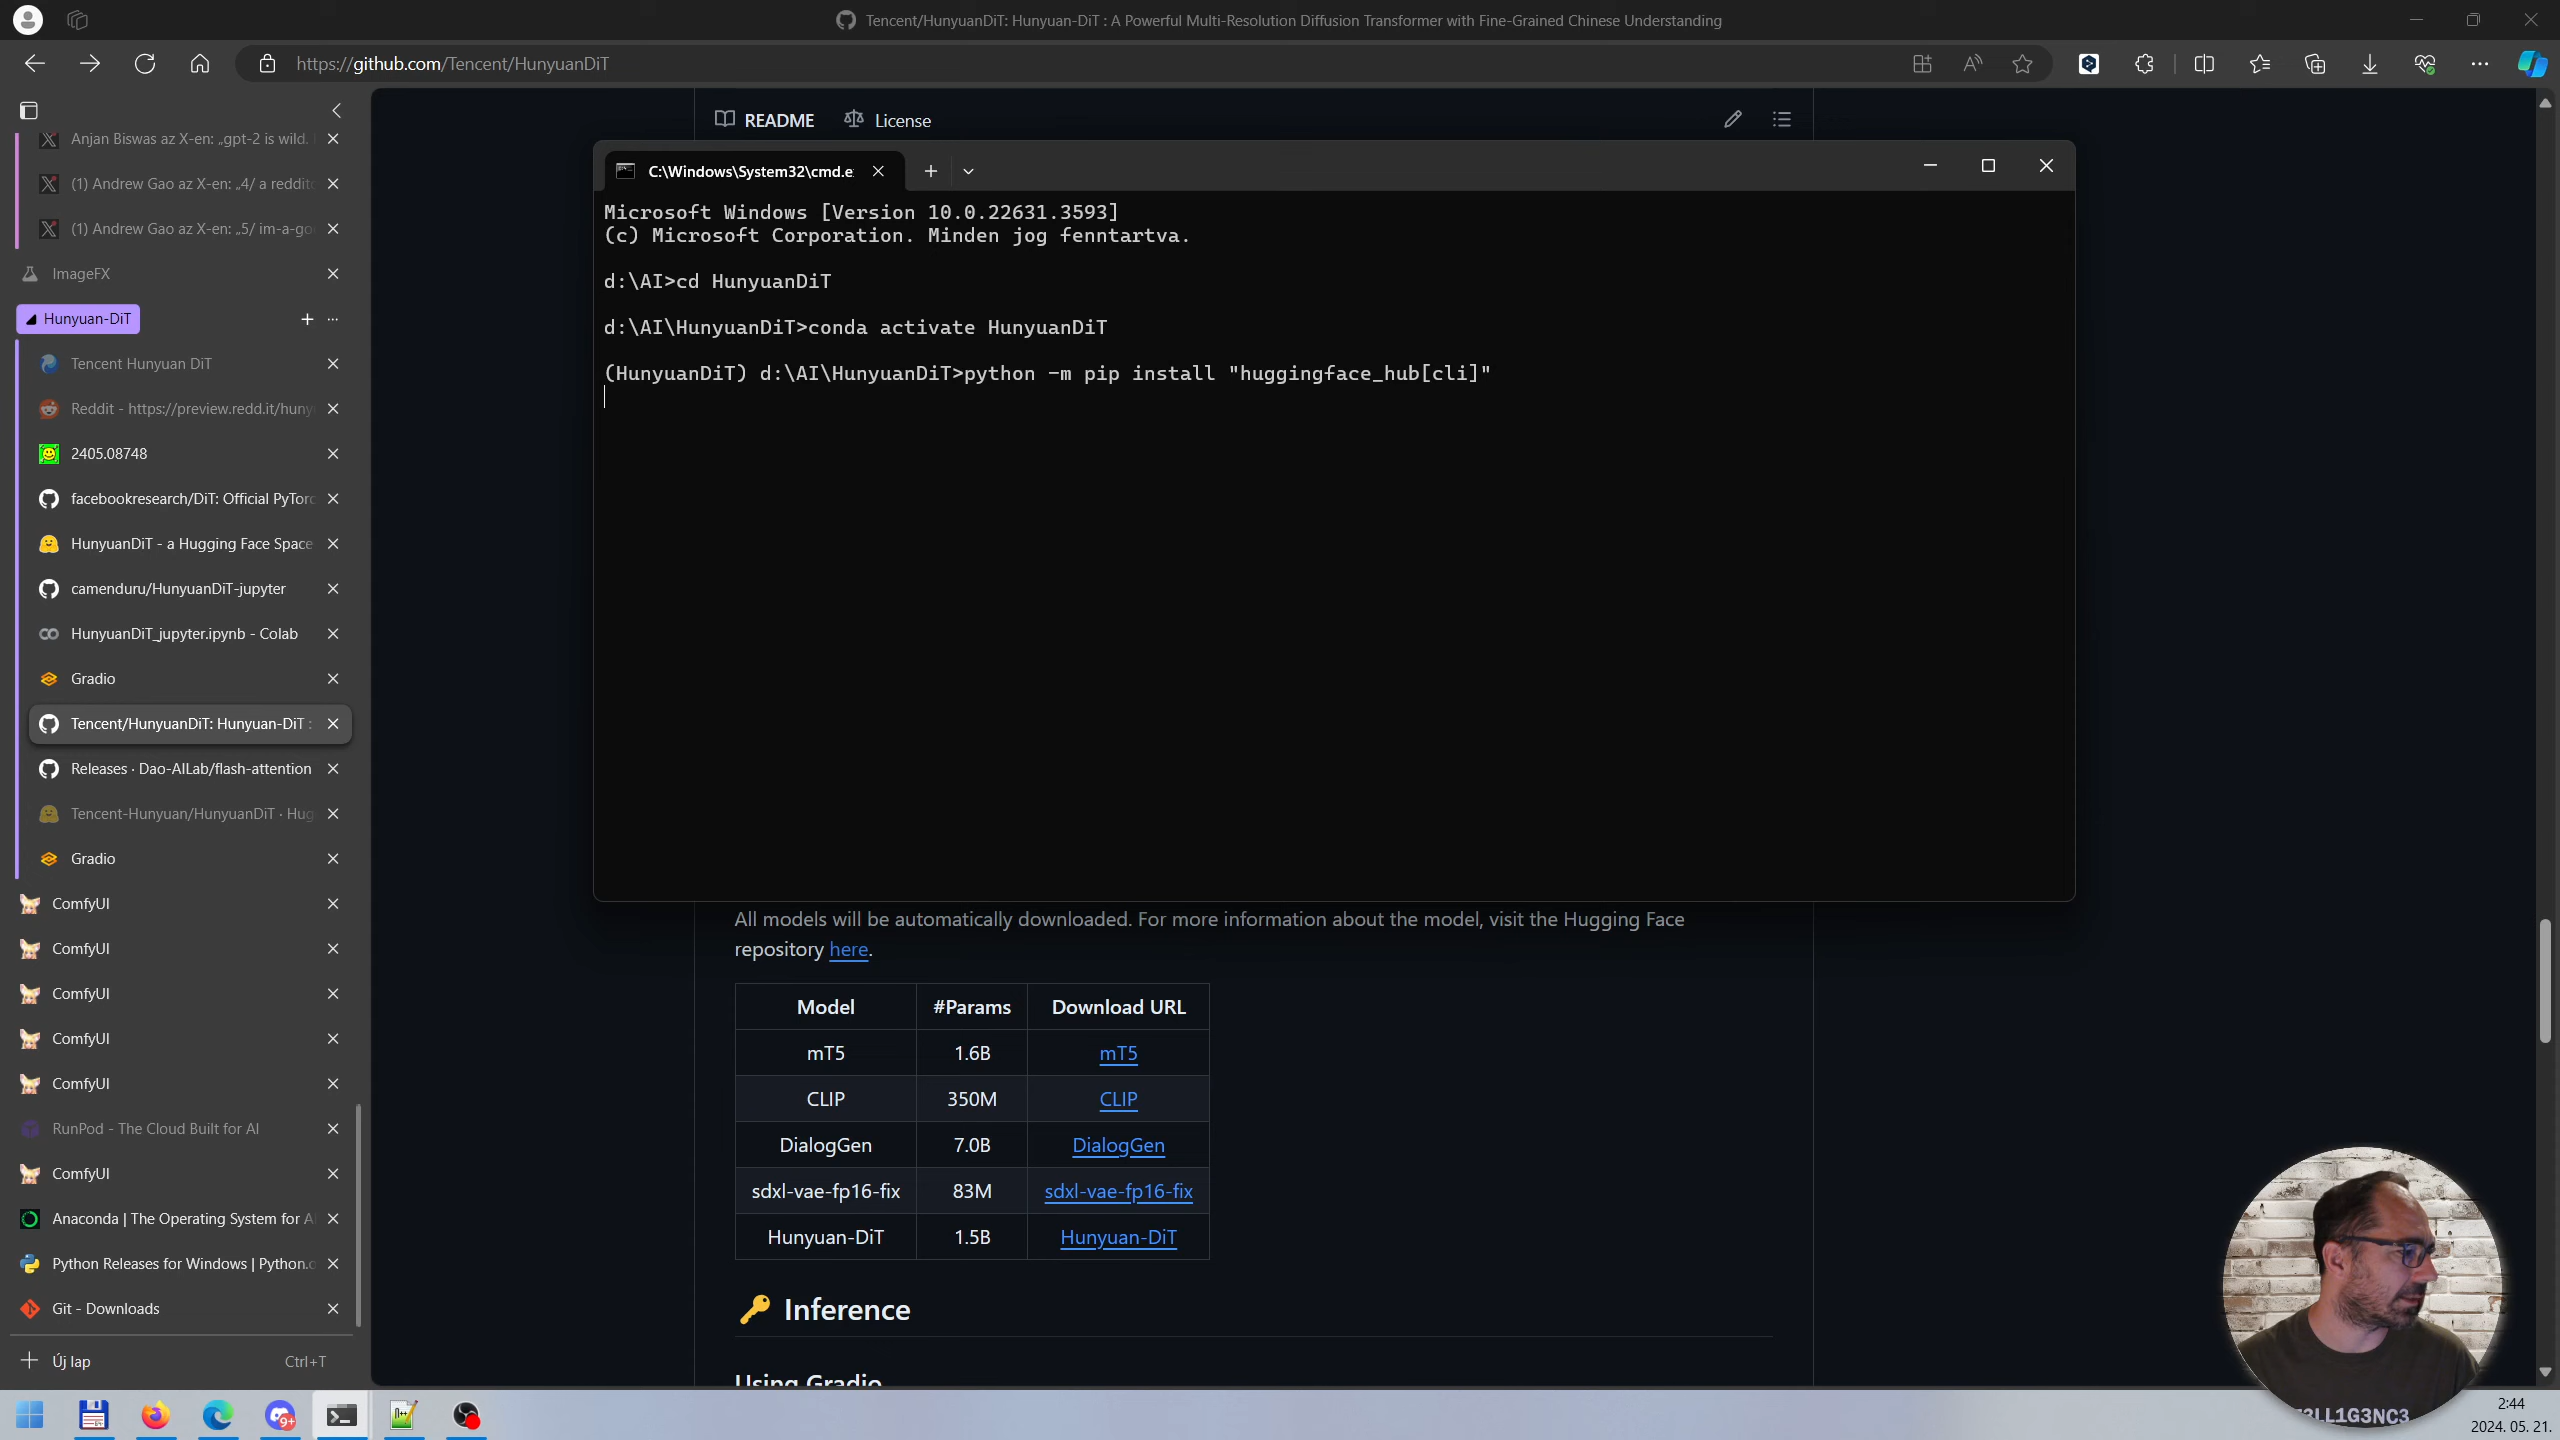 Tencent/HunyuanDiT: Hunyuan-DiT : A Powerful Multi-Resolution Diffusion Transformer with Fine-Grained Chinese Understanding
https://github.com/Tencent/HunyuanDiT
Anjan Biswas az X-en: „gpt-2 is wild.
(1) Andrew Gao az X-en: „4/ a reddito
(1) Andrew Gao az X-en: „5/ im-a-goo
ImageFX
Hunyuan-DiT
Tencent Hunyuan DiT
Reddit - https://preview.redd.it/huny
2405.08748
facebookresearch/DiT: Official PyTorc
HunyuanDiT - a Hugging Face Space
camenduru/HunyuanDiT-jupyter
HunyuanDiT_jupyter.ipynb - Colab
Gradio
Tencent/HunyuanDiT: Hunyuan-DiT :
Releases · Dao-AILab/flash-attention
Tencent-Hunyuan/HunyuanDiT · Hug
Gradio
ComfyUI
ComfyUI
ComfyUI
ComfyUI
ComfyUI
RunPod - The Cloud Built for AI
ComfyUI
Anaconda | The Operating System for AI
Python Releases for Windows | Python.o
Git - Downloads
Új lap Ctrl+T
README License
C:\Windows\System32\cmd.e
Microsoft Windows [Version 10.0.22631.3593]
(c) Microsoft Corporation. Minden jog fenntartva.
d:\AI>cd HunyuanDiT
d:\AI\HunyuanDiT>conda activate HunyuanDiT
(HunyuanDiT) d:\AI\HunyuanDiT>python -m pip install "huggingface_hub[cli]"
All models will be automatically downloaded. For more information about the model, visit the Hugging Face
repository here.
Model #Params Download URL
mT5 1.6B mT5
CLIP 350M CLIP
DialogGen 7.0B DialogGen
sdxl-vae-fp16-fix 83M sdxl-vae-fp16-fix
Hunyuan-DiT 1.5B Hunyuan-DiT
🔑 Inference
Using Gradio
9+
3LL1G3NC3
2:44
2024. 05. 21.